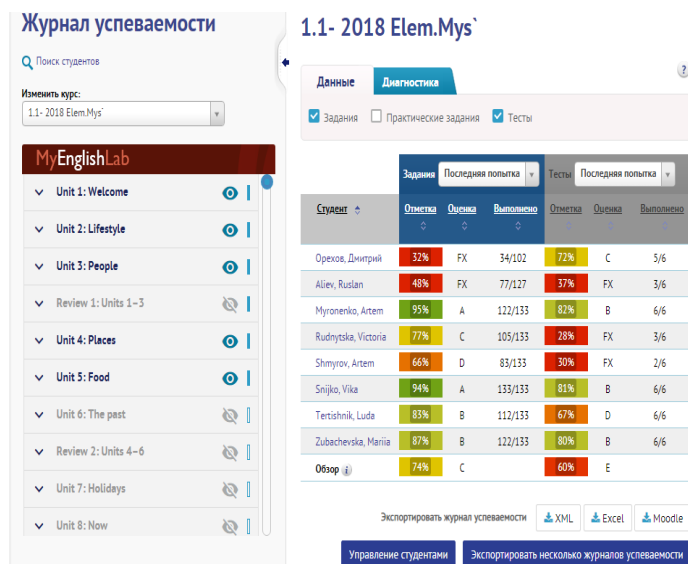 Журнал успеваемости
Поиск студентов
Изменить курс:
1.1- 2018 Elem.Mys`
MyEnglishLab
Unit 1: Welcome
Unit 2: Lifestyle
Unit 3: People
Review 1: Units 1–3
Unit 4: Places
Unit 5: Food
Unit 6: The past
Review 2: Units 4–6
Unit 7: Holidays
Unit 8: Now
1.1- 2018 Elem.Mys`
?
Данные Диагностика
Задания Практические задания Тесты
Задания Последняя попытка Тесты Последняя попытка
Студент Отметка Оценка Выполнено Отметка Оценка Выполнено
Орехов, Дмитрий 32% FX 34/102 72% C 5/6
Aliev, Ruslan 48% FX 77/127 37% FX 3/6
Myronenko, Artem 95% A 122/133 82% B 6/6
Rudnytska, Victoria 77% C 105/133 28% FX 3/6
Shmyrov, Artem 66% D 83/133 30% FX 2/6
Snijko, Vika 94% A 133/133 81% B 6/6
Tertishnik, Luda 83% B 112/133 67% D 6/6
Zubachevska, Mariia 87% B 122/133 80% B 6/6
Обзор i 74% C 60% E
Экспортировать журнал успеваемости XML Excel Moodle
Управление студентами Экспортировать несколько журналов успеваемости